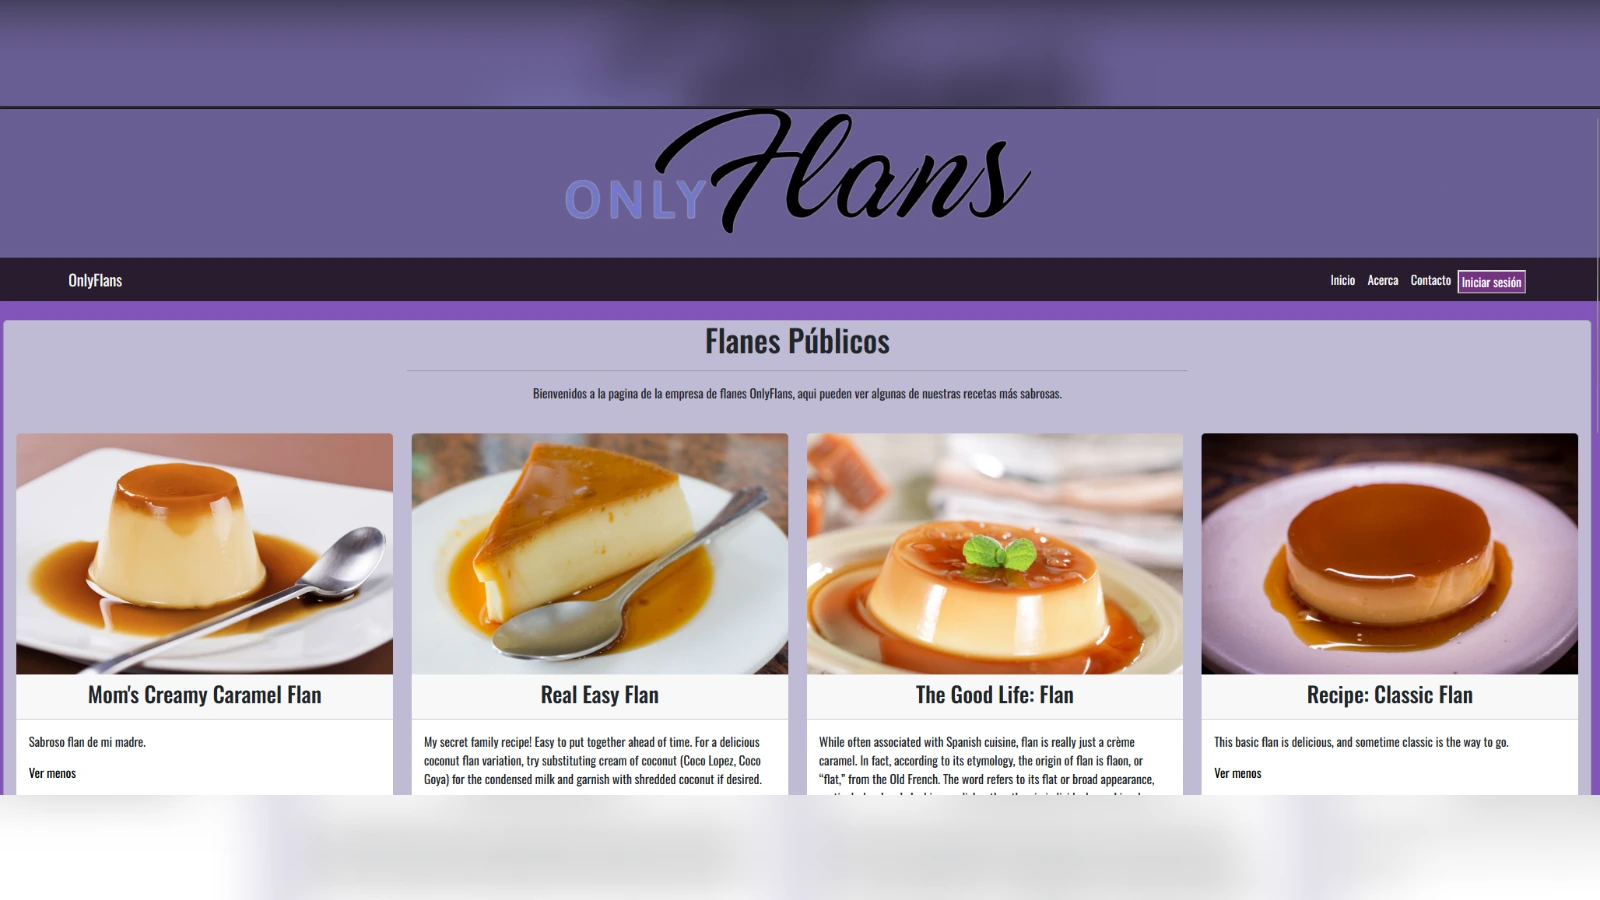 ONLY Flans
OnlyFlans
Inicio Acerca Contacto Iniciar sesión
Flanes Públicos
Bienvenidos a la pagina de la empresa de flanes OnlyFlans, aqui pueden ver algunas de nuestras recetas más sabrosas.
Mom's Creamy Caramel Flan
Sabroso flan de mi madre.
Ver menos
Real Easy Flan
My secret family recipe! Easy to put together ahead of time. For a delicious
coconut flan variation, try substituting cream of coconut (Coco Lopez, Coco
Goya) for the condensed milk and garnish with shredded coconut if desired.
The Good Life: Flan
While often associated with Spanish cuisine, flan is really just a crème
caramel. In fact, according to its etymology, the origin of flan is flaon, or
“flat,” from the Old French. The word refers to its flat or broad appearance,
Recipe: Classic Flan
This basic flan is delicious, and sometime classic is the way to go.
Ver menos